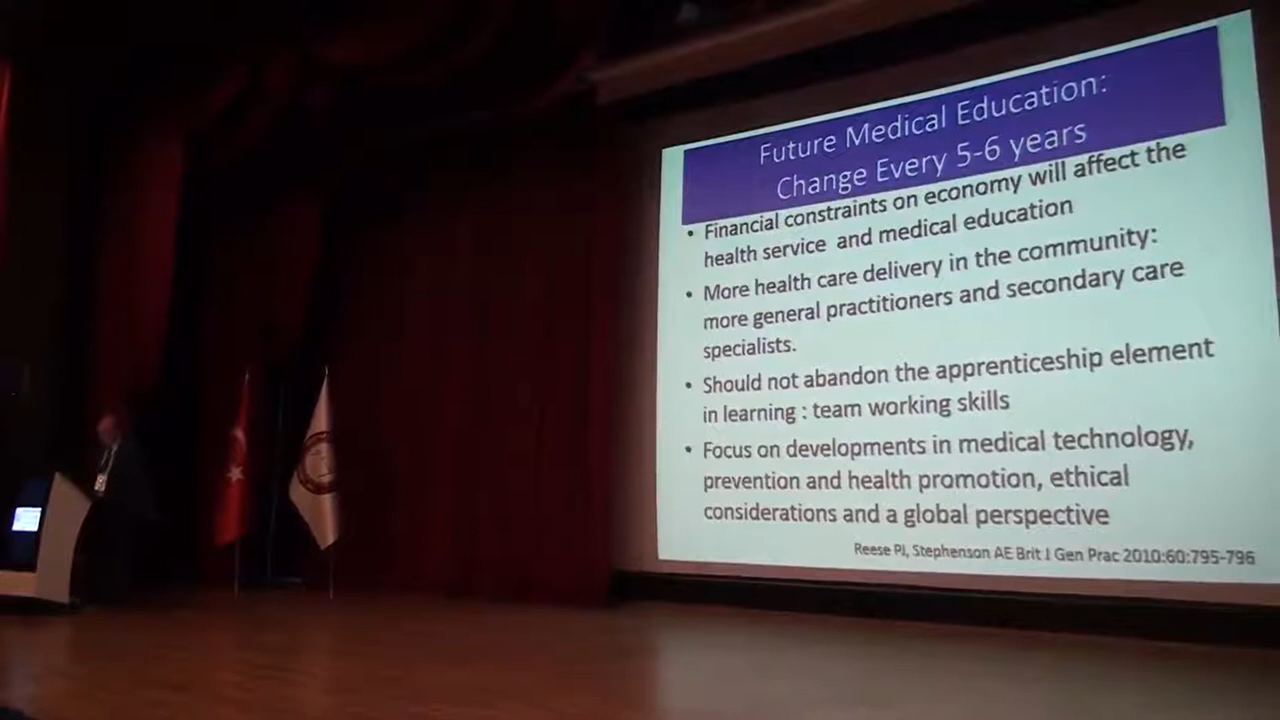 Future Medical Education:
Change Every 5-6 years
• Financial constraints on economy will affect the
health service and medical education
• More health care delivery in the community:
more general practitioners and secondary care
specialists.
• Should not abandon the apprenticeship element
in learning : team working skills
• Focus on developments in medical technology,
prevention and health promotion, ethical
considerations and a global perspective
Reese PJ, Stephenson AE Brit J Gen Prac 2010:60:795-796